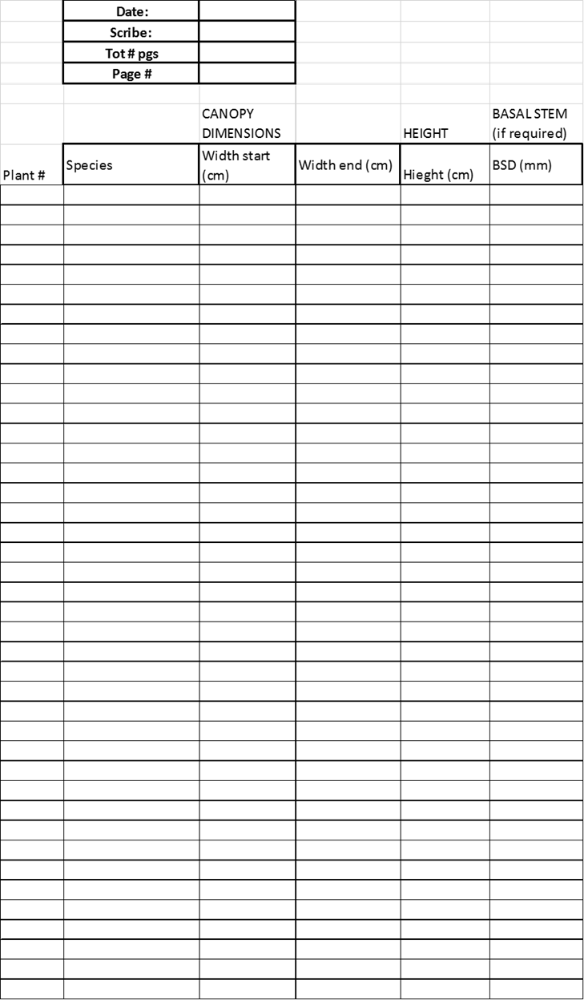 Date:
Scribe:
Tot # pgs
Page #
CANOPY
DIMENSIONS
HEIGHT
BASAL STEM
(if required)
Plant #
Species
Width start
(cm)
Width end (cm)
Hieght (cm)
BSD (mm)